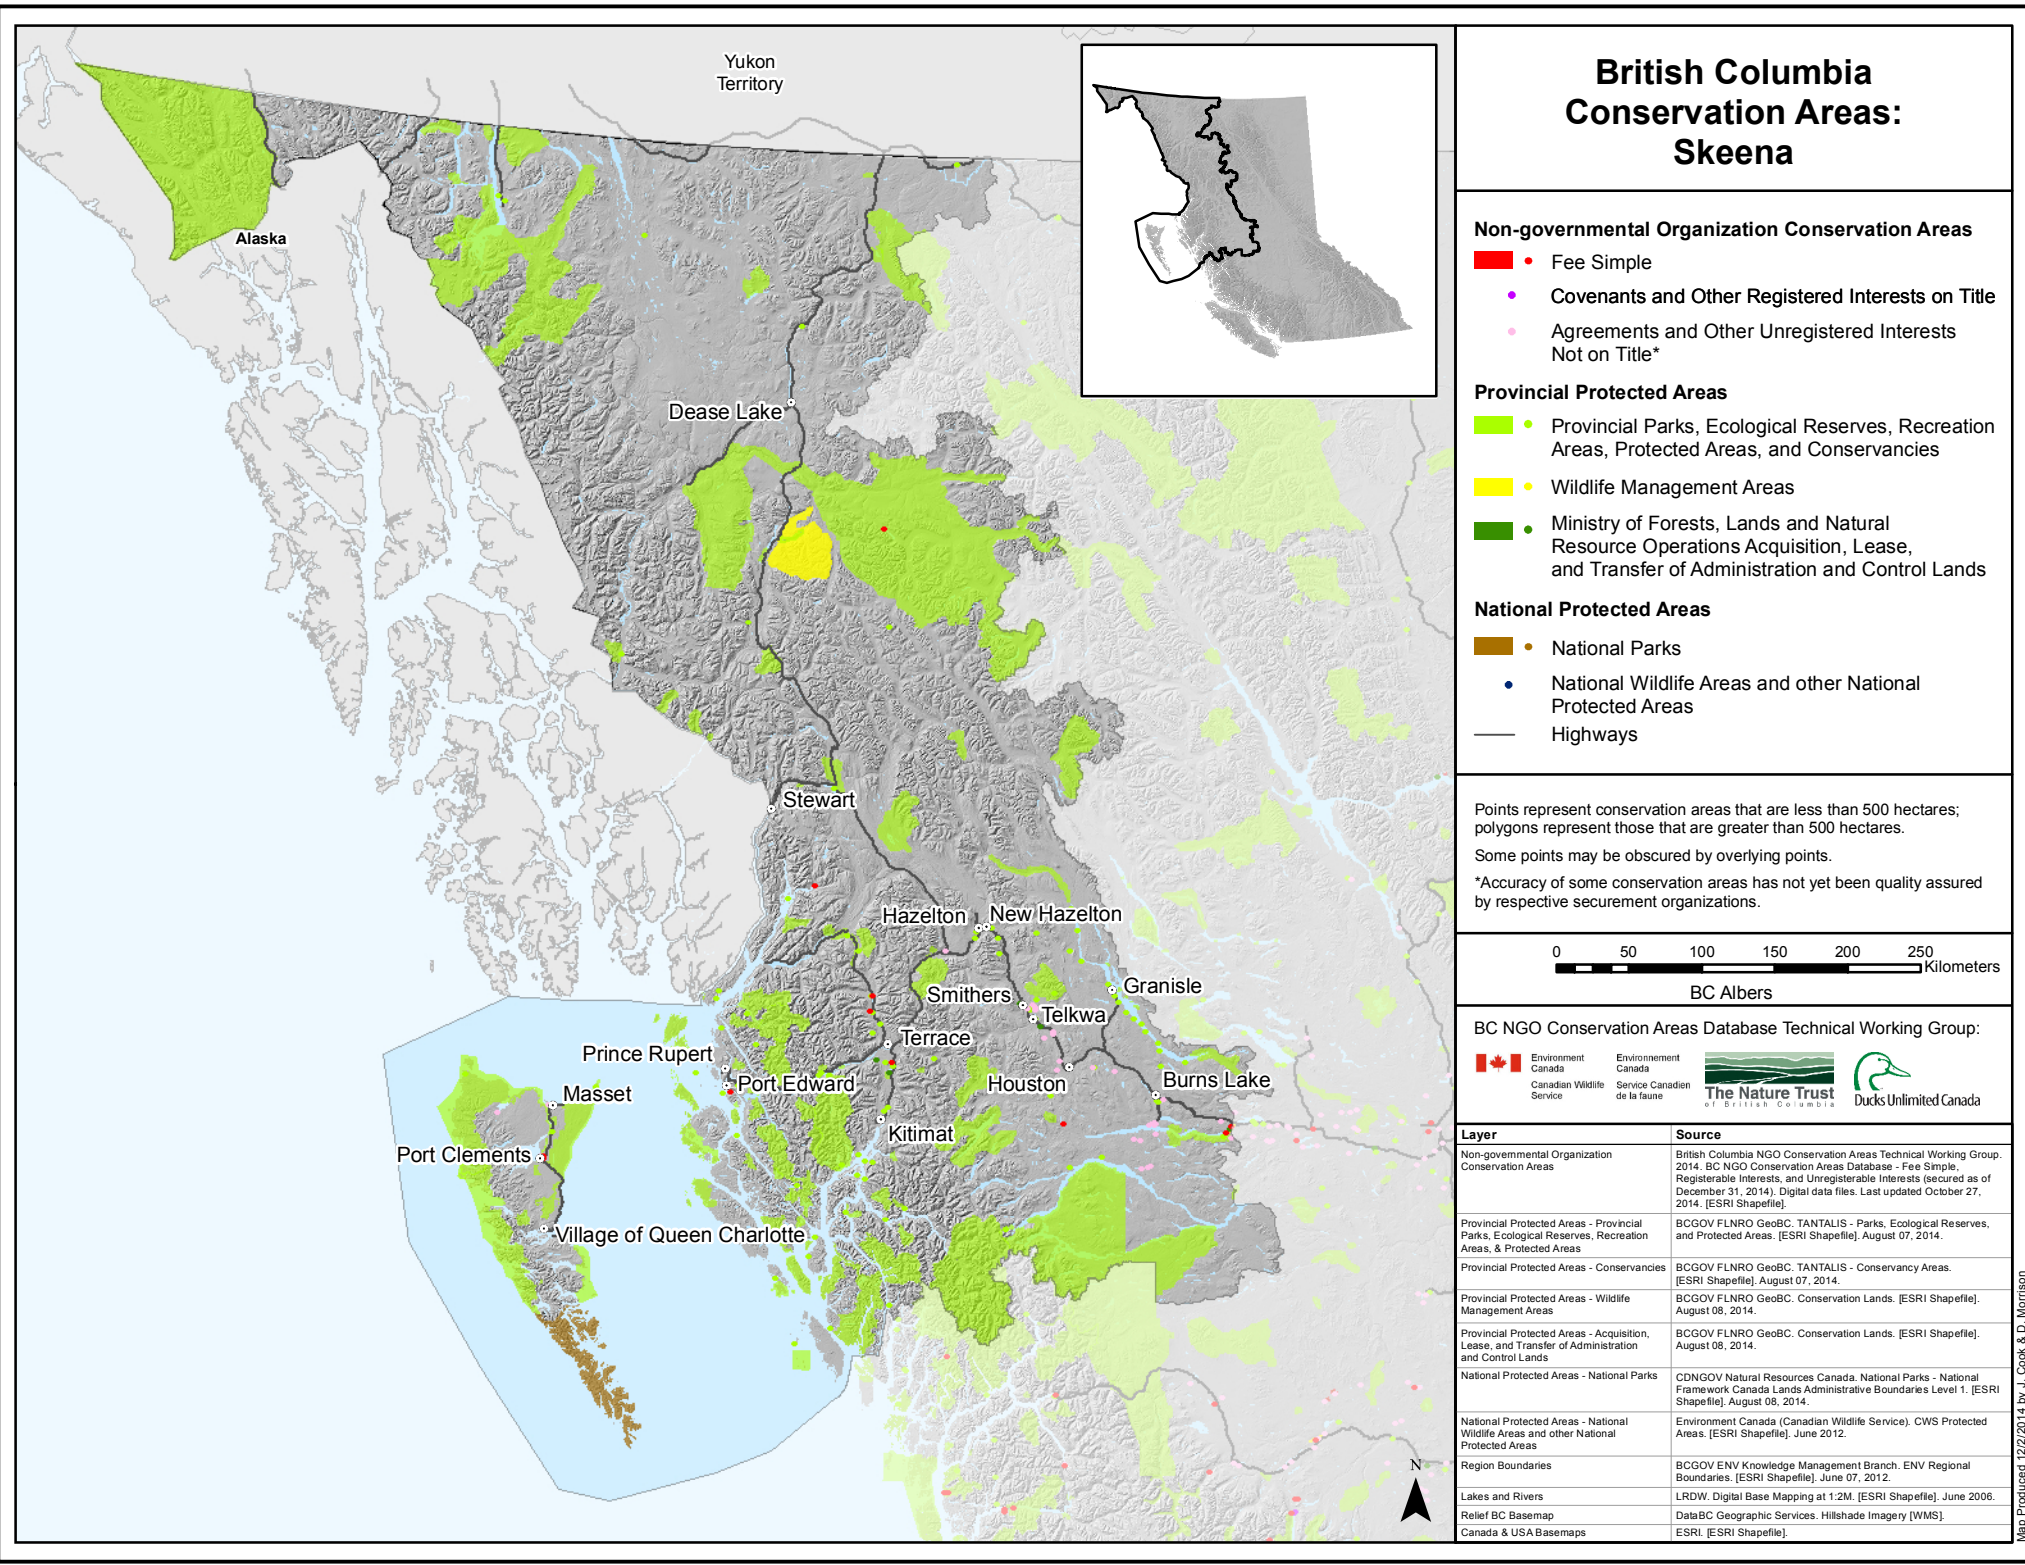 Yukon
Territory
Alaska
Dease Lake
Stewart
Hazelton
New Hazelton
Smithers
Granisle
Telkwa
Terrace
Prince Rupert
Port Edward
Houston
Burns Lake
Masset
Kitimat
Port Clements
Village of Queen Charlotte
N
British Columbia
Conservation Areas:
Skeena
Non-governmental Organization Conservation Areas
Fee Simple
Covenants and Other Registered Interests on Title
Agreements and Other Unregistered Interests
Not on Title*
Provincial Protected Areas
Provincial Parks, Ecological Reserves, Recreation
Areas, Protected Areas, and Conservancies
Wildlife Management Areas
Ministry of Forests, Lands and Natural
Resource Operations Acquisition, Lease,
and Transfer of Administration and Control Lands
National Protected Areas
National Parks
National Wildlife Areas and other National
Protected Areas
Highways
Points represent conservation areas that are less than 500 hectares;
polygons represent those that are greater than 500 hectares.
Some points may be obscured by overlying points.
*Accuracy of some conservation areas has not yet been quality assured
by respective securement organizations.
0 50 100 150 200 250
Kilometers
BC Albers
BC NGO Conservation Areas Database Technical Working Group:
Environment
Canada
Canadian Wildlife
Service
Environnement
Canada
Service Canadien
de la faune
The Nature Trust
of British Columbia
Ducks Unlimited Canada
Layer Source
Non-governmental Organization
Conservation Areas
British Columbia NGO Conservation Areas Technical Working Group.
2014. BC NGO Conservation Areas Database - Fee Simple,
Registerable Interests, and Unregisterable Interests (secured as of
December 31, 2014). Digital data files. Last updated October 27,
2014. [ESRI Shapefile].
Provincial Protected Areas - Provincial
Parks, Ecological Reserves, Recreation
Areas, & Protected Areas
BCGOV FLNRO GeoBC. TANTALIS - Parks, Ecological Reserves,
and Protected Areas. [ESRI Shapefile]. August 07, 2014.
Provincial Protected Areas - Conservancies
BCGOV FLNRO GeoBC. TANTALIS - Conservancy Areas.
[ESRI Shapefile]. August 07, 2014.
Provincial Protected Areas - Wildlife
Management Areas
BCGOV FLNRO GeoBC. Conservation Lands. [ESRI Shapefile].
August 08, 2014.
Provincial Protected Areas - Acquisition,
Lease, and Transfer of Administration
and Control Lands
BCGOV FLNRO GeoBC. Conservation Lands. [ESRI Shapefile].
August 08, 2014.
National Protected Areas - National Parks
CDNGOV Natural Resources Canada. National Parks - National
Framework Canada Lands Administrative Boundaries Level 1. [ESRI
Shapefile]. August 08, 2014.
National Protected Areas - National
Wildlife Areas and other National
Protected Areas
Environment Canada (Canadian Wildlife Service). CWS Protected
Areas. [ESRI Shapefile]. June 2012.
Region Boundaries
BCGOV ENV Knowledge Management Branch. ENV Regional
Boundaries. [ESRI Shapefile]. June 07, 2012.
Lakes and Rivers
LRDW. Digital Base Mapping at 1:2M. [ESRI Shapefile]. June 2006.
Relief BC Basemap
DataBC Geographic Services. Hillshade Imagery [WMS].
Canada & USA Basemaps
ESRI. [ESRI Shapefile].
Map Produced 12/2/2014 by J. Cook & D. Morrison